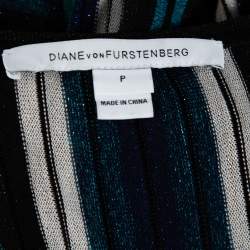 DIANE VON FURSTENBERG
P
MADE IN CHINA